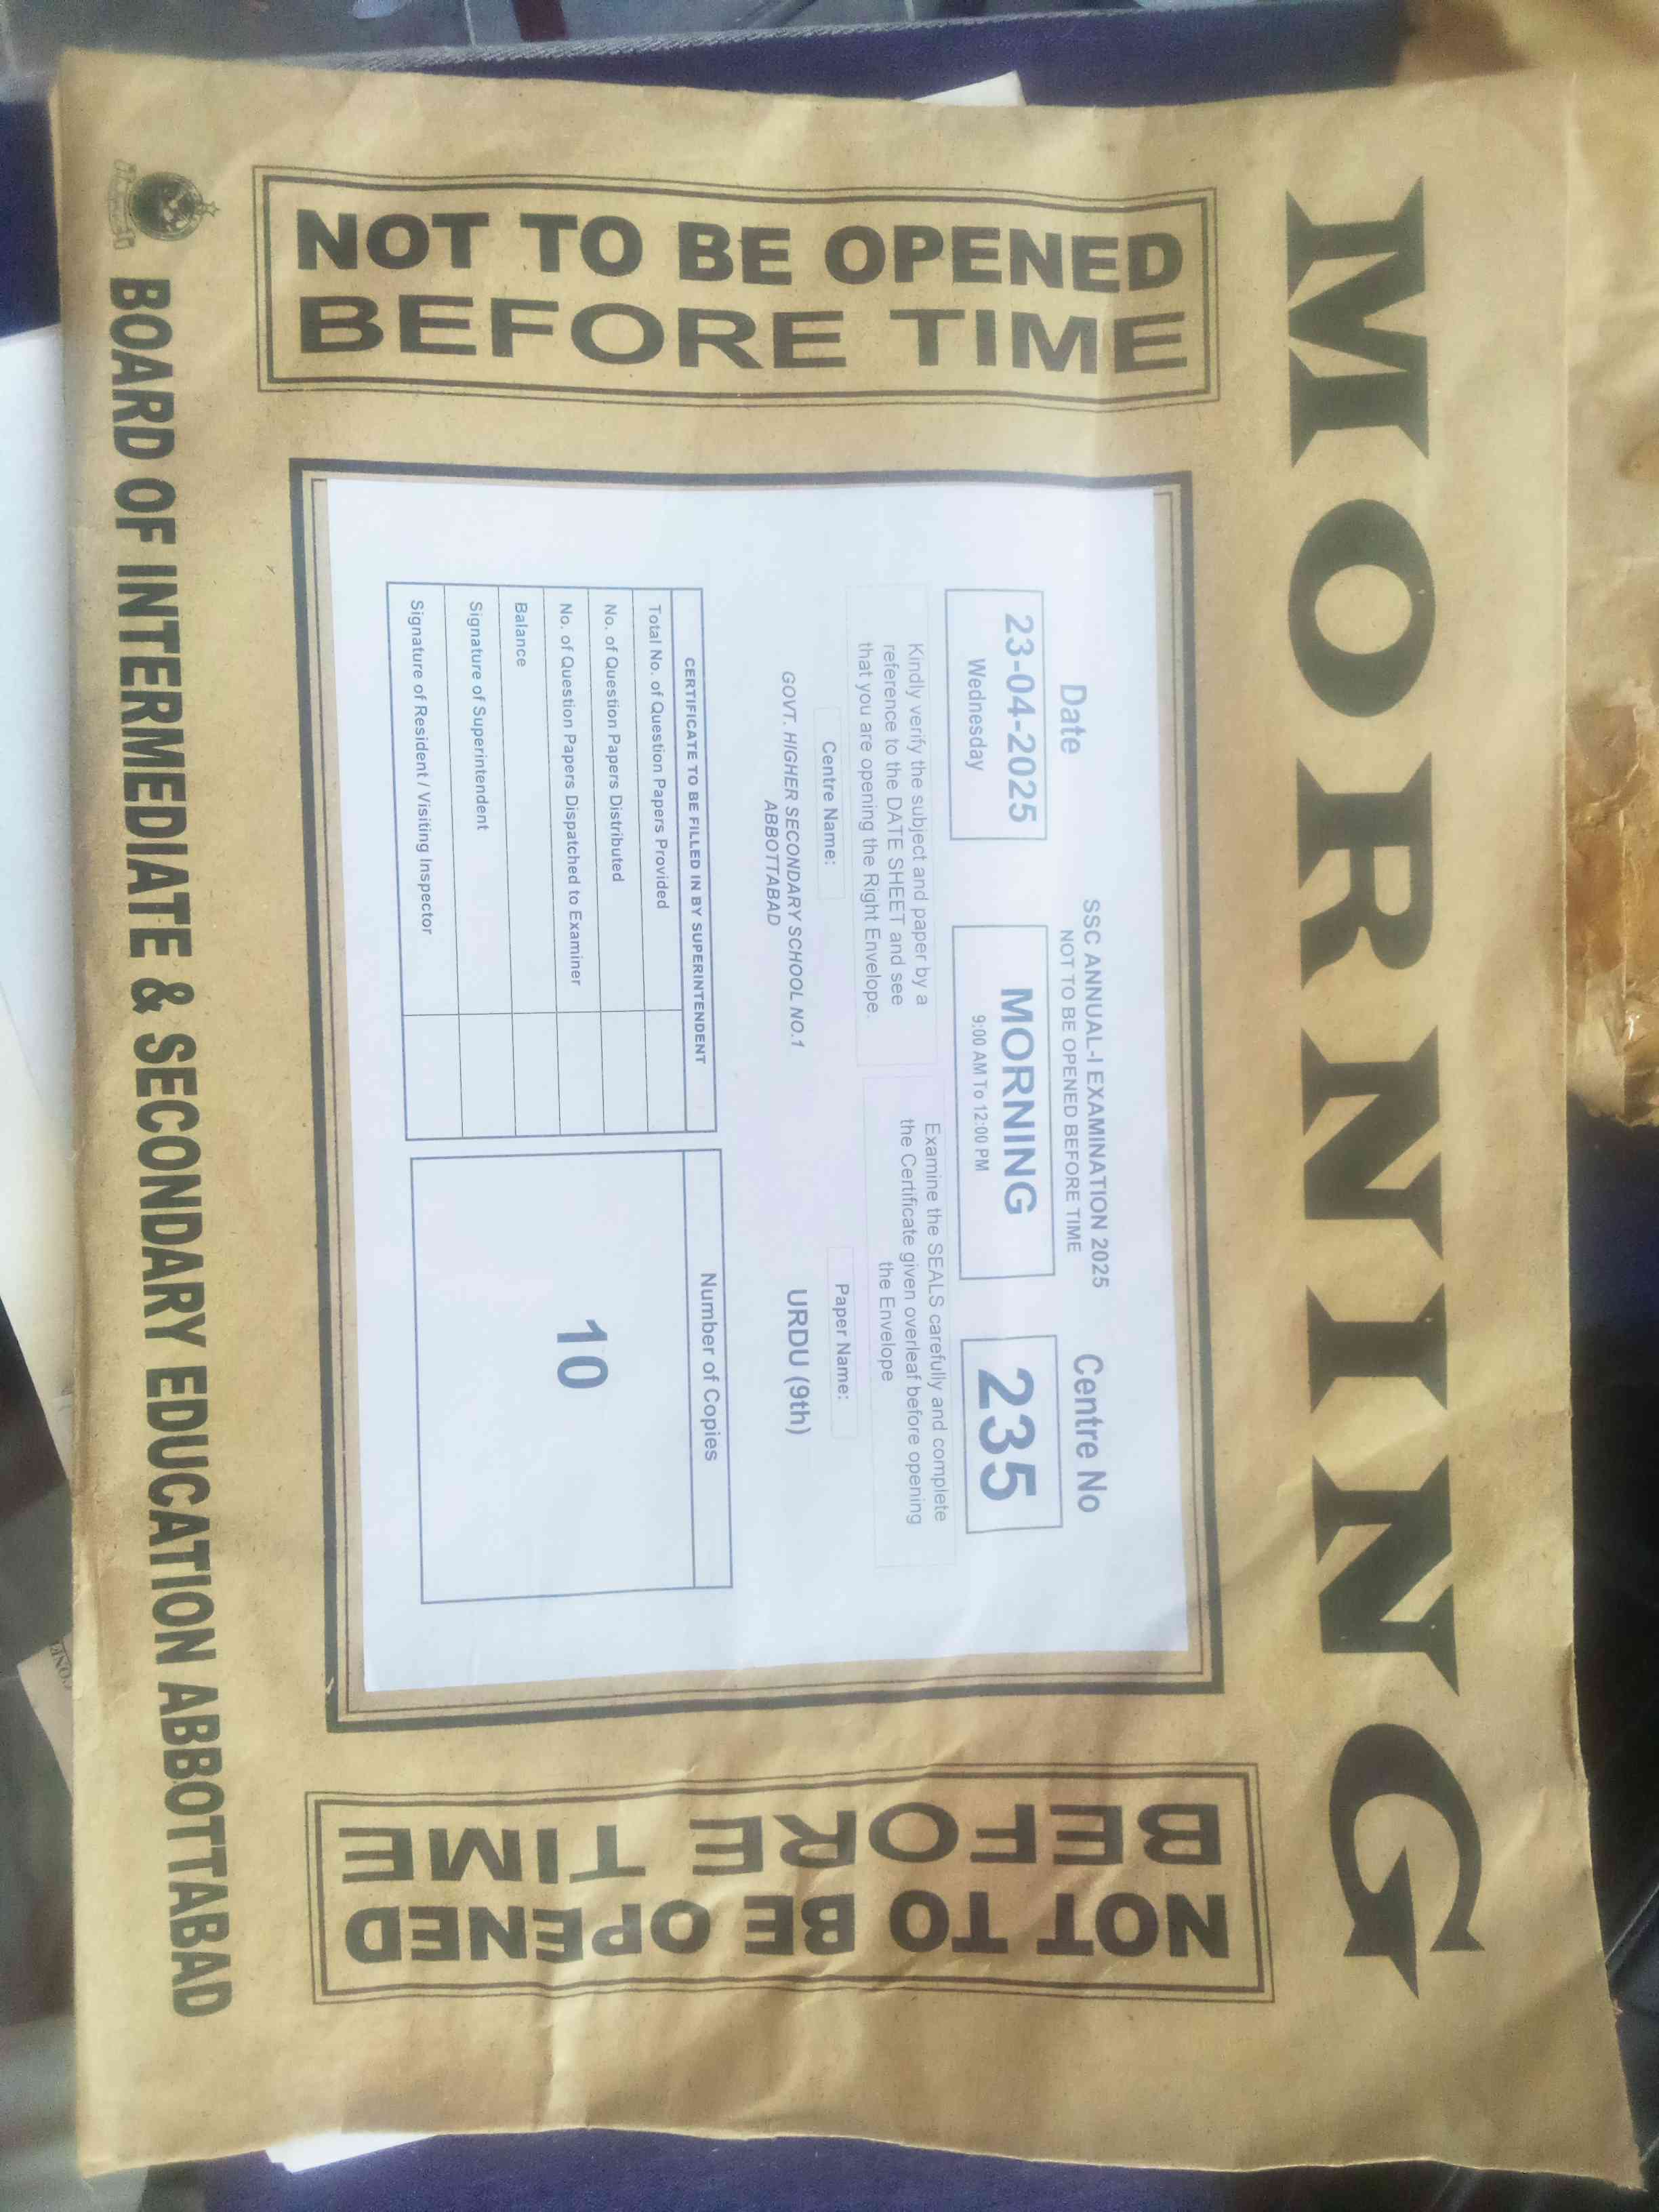 MORNING
NOT TO BE OPENED
BEFORE TIME
SSC ANNUAL-I EXAMINATION 2025
NOT TO BE OPENED BEFORE TIME
Date
Centre No
23-04-2025
Wednesday
MORNING
9:00 AM To 12:00 PM
235
Kindly verify the subject and paper by a
reference to the DATE SHEET and see
that you are opening the Right Envelope.
Examine the SEALS carefully and complete
the Certificate given overleaf before opening
the Envelope
Centre Name:
Paper Name:
GOVT. HIGHER SECONDARY SCHOOL NO.1
ABBOTTABAD
URDU (9th)
CERTIFICATE TO BE FILLED IN BY SUPERINTENDENT
Total No. of Question Papers Provided
No. of Question Papers Distributed
No. of Question Papers Dispatched to Examiner
Balance
Signature of Superintendent
Signature of Resident / Visiting Inspector
Number of Copies
10
NOT TO BE OPENED
BEFORE TIME
BOARD OF INTERMEDIATE & SECONDARY EDUCATION ABBOTTABAD